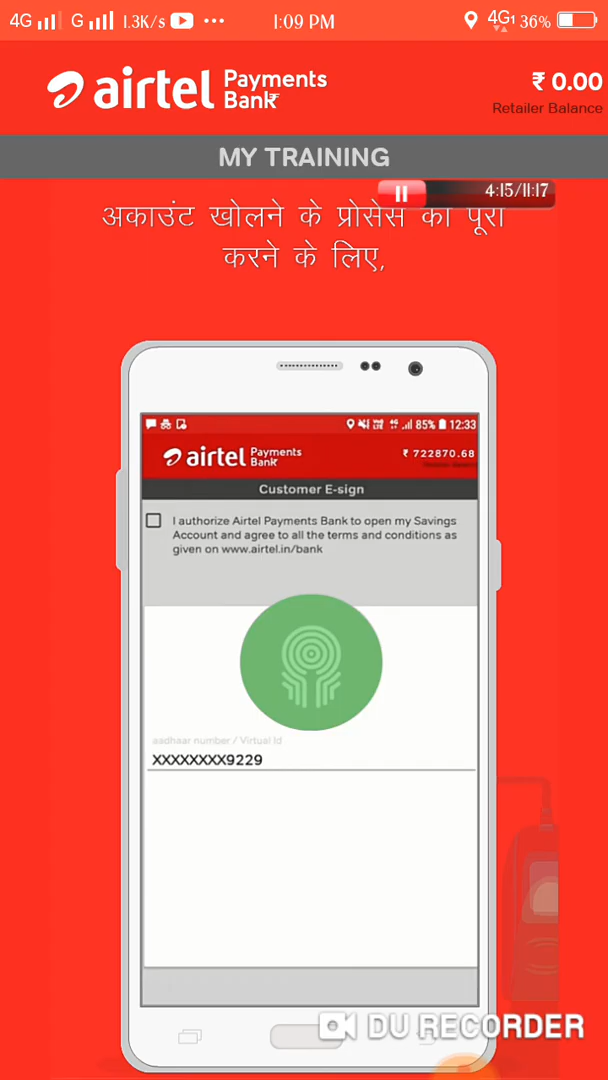 4G G 1.3K/s 1:09 PM 4G 36%
airtel Payments Bank
₹ 0.00
Retailer Balance
MY TRAINING
4:15/11:17
अकाउंट खोलने के प्रोसेस को पूरा
करने के लिए,
85% 12:33
airtel Payments Bank
₹ 722870.68
Customer E-sign
I authorize Airtel Payments Bank to open my Savings
Account and agree to all the terms and conditions as
given on www.airtel.in/bank
aadhaar number / Virtual Id
XXXXXXXX9229
DU RECORDER